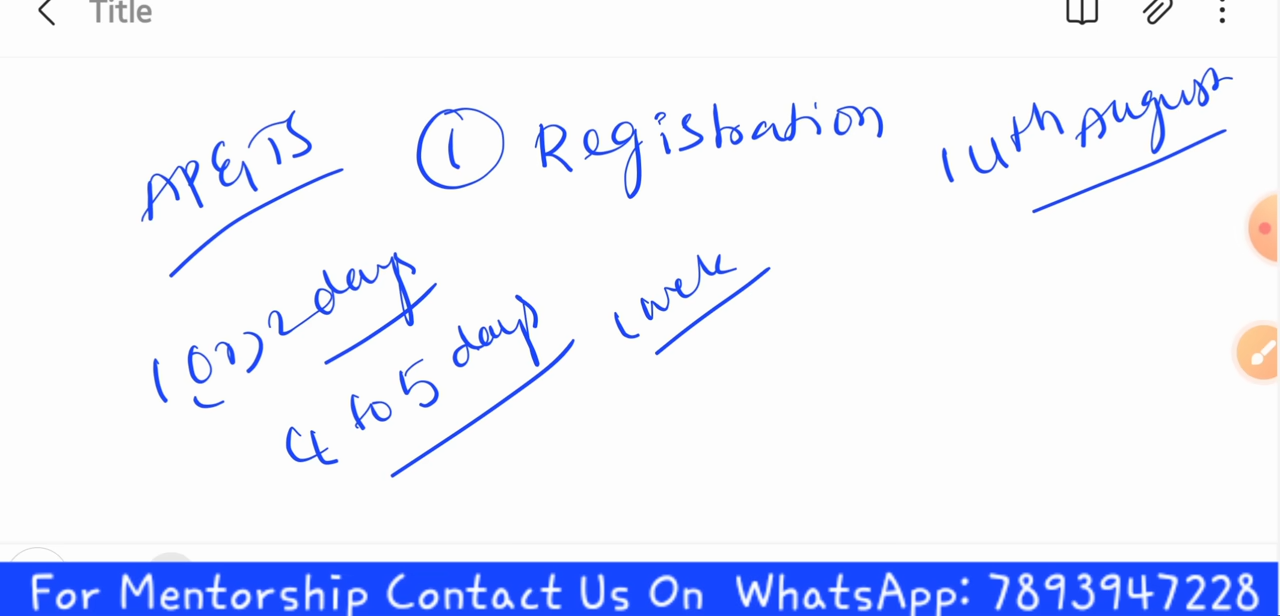 Title
APEJTS ① Registration 14th August
1 (or) 2 days
4 to 5 days 1 week
For Mentorship Contact Us On WhatsApp: 7893947228